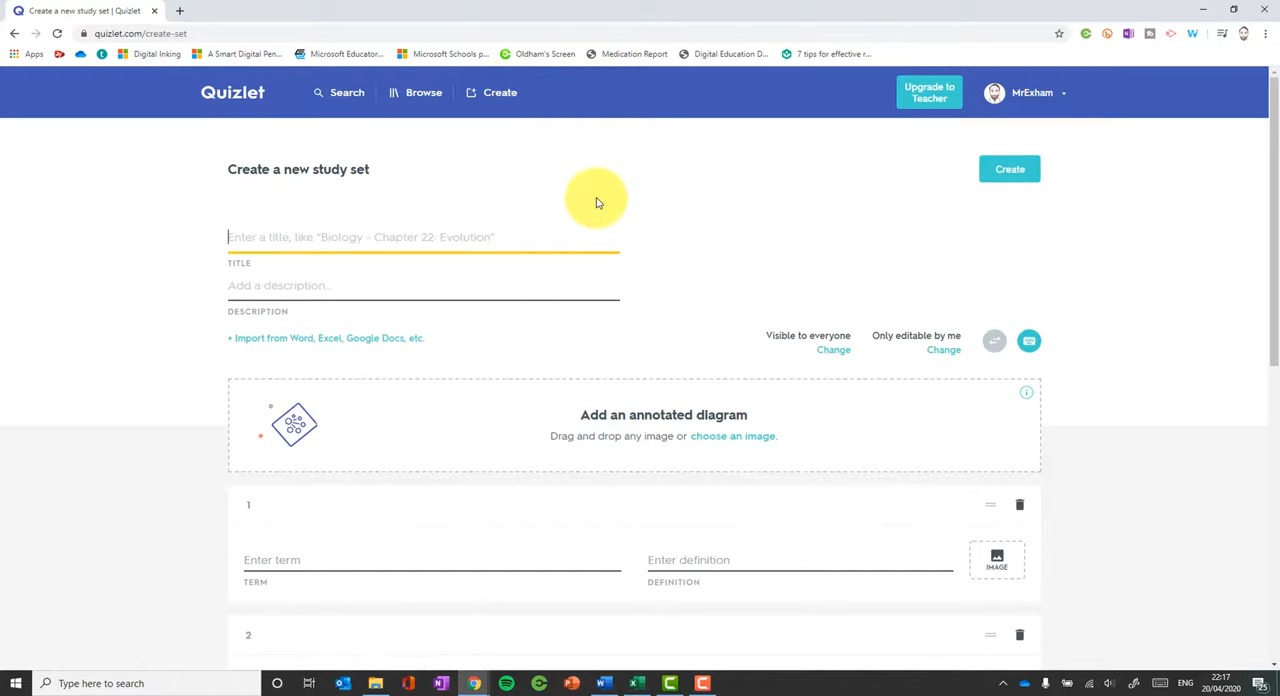 Create a new study set | Quizlet
quizlet.com/create-set
Apps Digital Inking A Smart Digital Pen... Microsoft Educator... Microsoft Schools p... Oldham's Screen Medication Report Digital Education D... 7 tips for effective r...
Quizlet Search Browse Create Upgrade to Teacher MrExham
Create a new study set Create
Enter a title, like "Biology - Chapter 22: Evolution"
TITLE
Add a description...
DESCRIPTION
+ Import from Word, Excel, Google Docs, etc. Visible to everyone Only editable by me
Change Change
Add an annotated diagram
Drag and drop any image or choose an image.
1
Enter term Enter definition IMAGE
TERM DEFINITION
2
Type here to search ENG 22:17
20/04/2020